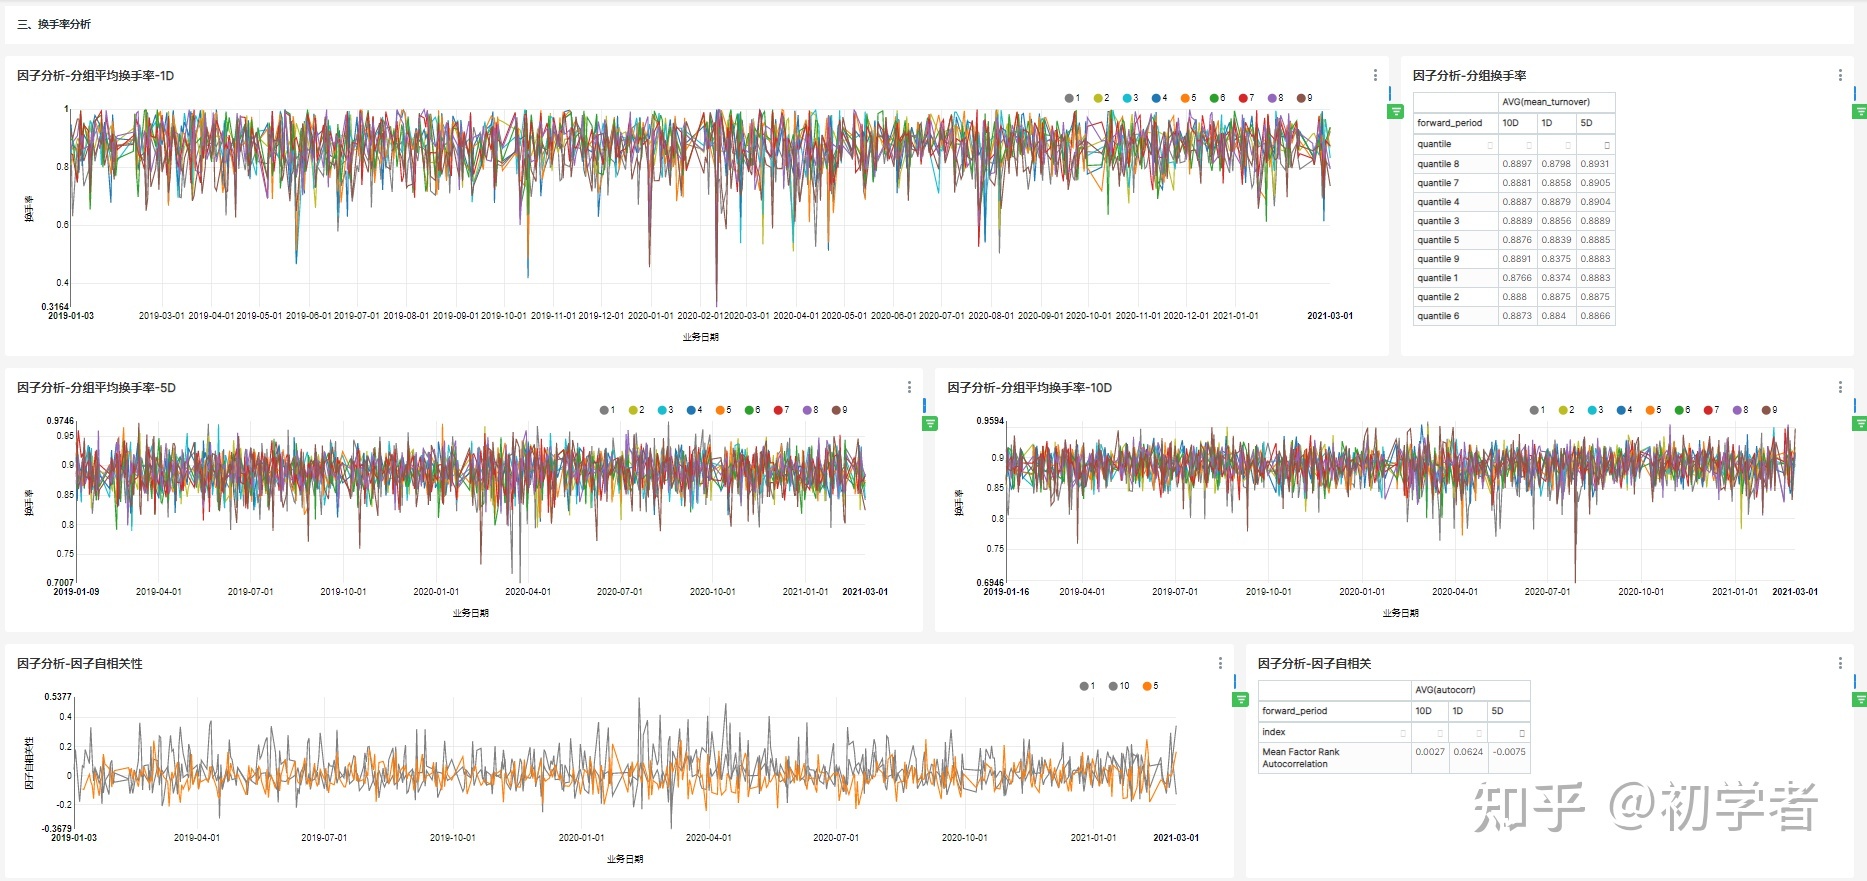 三、换手率分析
因子分析-分组平均换手率-1D
1 2 3 4 5 6 7 8 9
1
0.8
0.6
0.4
0.3164
换手率
2019-01-03 2019-03-01 2019-04-01 2019-05-01 2019-06-01 2019-07-01 2019-08-01 2019-09-01 2019-10-01 2019-11-01 2019-12-01 2020-01-01 2020-02-01 2020-03-01 2020-04-01 2020-05-01 2020-06-01 2020-07-01 2020-08-01 2020-09-01 2020-10-01 2020-11-01 2020-12-01 2021-01-01 2021-03-01
业务日期
因子分析-分组换手率
AVG(mean_turnover)
forward_period 10D 1D 5D
quantile
quantile 8 0.8897 0.8798 0.8931
quantile 7 0.8881 0.8858 0.8905
quantile 4 0.8887 0.8879 0.8904
quantile 3 0.8889 0.8856 0.8889
quantile 5 0.8876 0.8839 0.8885
quantile 9 0.8891 0.8375 0.8883
quantile 1 0.8766 0.8374 0.8883
quantile 2 0.888 0.8875 0.8875
quantile 6 0.8873 0.884 0.8866
因子分析-分组平均换手率-5D
1 2 3 4 5 6 7 8 9
0.9746
0.95
0.9
0.85
0.8
0.75
0.7007
换手率
2019-01-09 2019-04-01 2019-07-01 2019-10-01 2020-01-01 2020-04-01 2020-07-01 2020-10-01 2021-01-01 2021-03-01
业务日期
因子分析-分组平均换手率-10D
1 2 3 4 5 6 7 8 9
0.9594
0.9
0.85
0.8
0.75
0.6946
换手率
2019-01-16 2019-04-01 2019-07-01 2019-10-01 2020-01-01 2020-04-01 2020-07-01 2020-10-01 2021-01-01 2021-03-01
业务日期
因子分析-因子自相关性
1 10 5
0.5377
0.4
0.2
0
-0.2
-0.3679
因子自相关性
2019-01-03 2019-04-01 2019-07-01 2019-10-01 2020-01-01 2020-04-01 2020-07-01 2020-10-01 2021-01-01 2021-03-01
业务日期
因子分析-因子自相关
AVG(autocorr)
forward_period 10D 1D 5D
index
Mean Factor Rank
Autocorrelation 0.0027 0.0624 -0.0075
知乎 @初学者